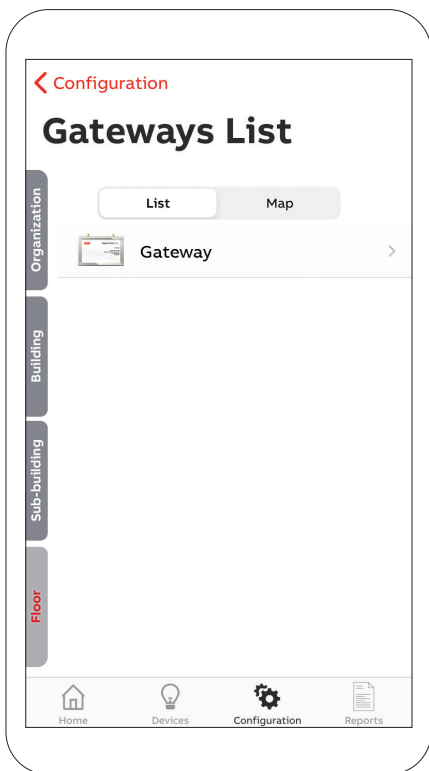 Configuration
Gateways List
Organization
List
Map
Gateway
Building
Sub-building
Floor
Home
Devices
Configuration
Reports